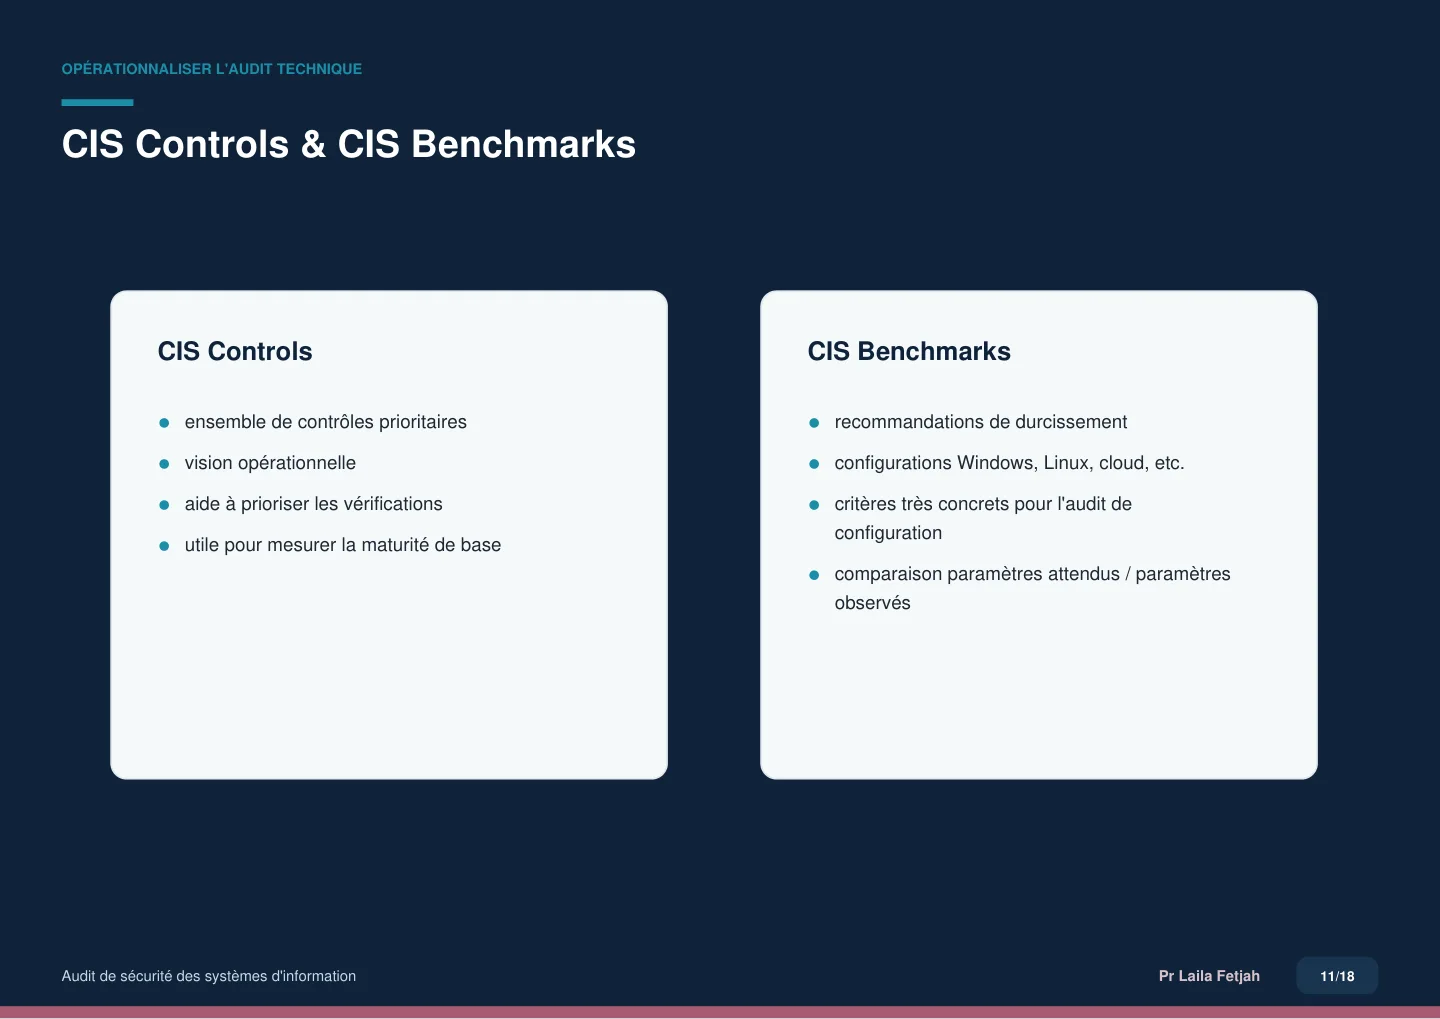 OPÉRATIONNALISER L'AUDIT TECHNIQUE
CIS Controls & CIS Benchmarks
CIS Controls
ensemble de contrôles prioritaires
vision opérationnelle
aide à prioriser les vérifications
utile pour mesurer la maturité de base
CIS Benchmarks
recommandations de durcissement
configurations Windows, Linux, cloud, etc.
critères très concrets pour l'audit de
configuration
comparaison paramètres attendus / paramètres
observés
Audit de sécurité des systèmes d'information
Pr Laila Fetjah
11/18